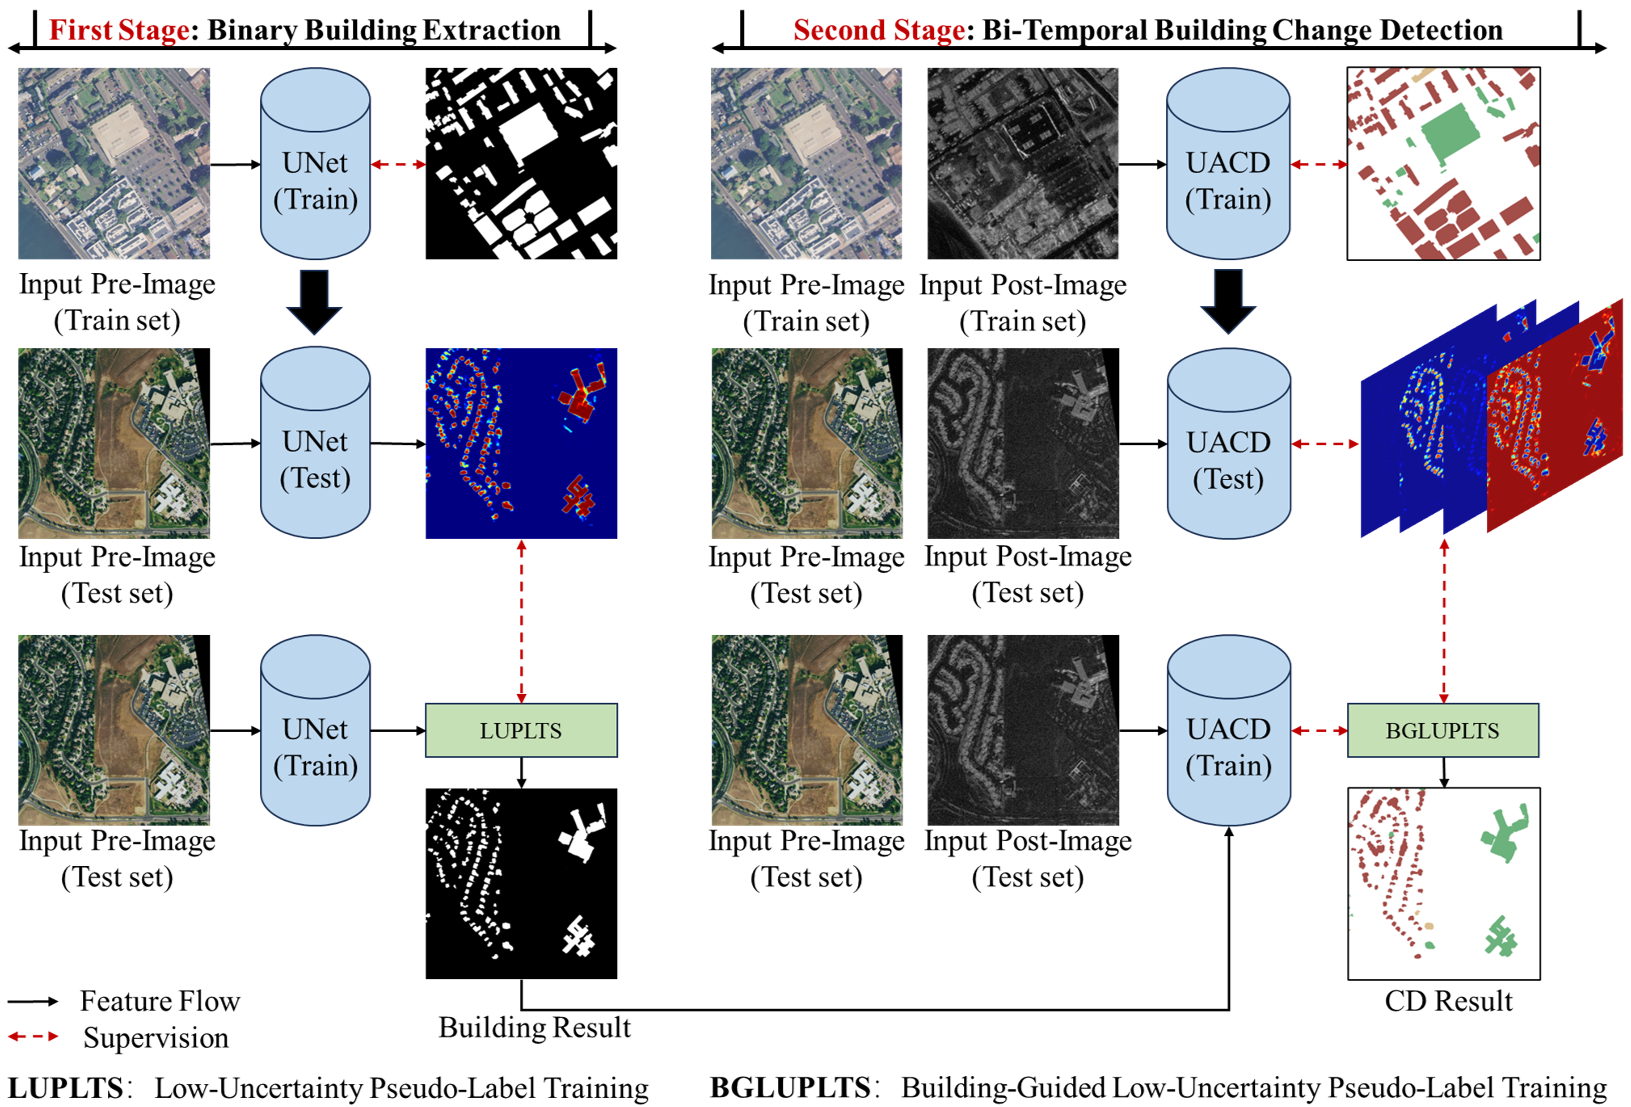 First Stage: Binary Building Extraction
UNet
(Train)
Input Pre-Image
(Train set)
UNet
(Test)
Input Pre-Image
(Test set)
UNet
(Train)
LUPLTS
Input Pre-Image
(Test set)
Building Result
Second Stage: Bi-Temporal Building Change Detection
UACD
(Train)
Input Pre-Image
(Train set)
Input Post-Image
(Train set)
UACD
(Test)
Input Pre-Image
(Test set)
Input Post-Image
(Test set)
UACD
(Train)
BGLUPLTS
Input Pre-Image
(Test set)
Input Post-Image
(Test set)
CD Result
Feature Flow
Supervision
LUPLTS: Low-Uncertainty Pseudo-Label Training
BGLUPLTS: Building-Guided Low-Uncertainty Pseudo-Label Training